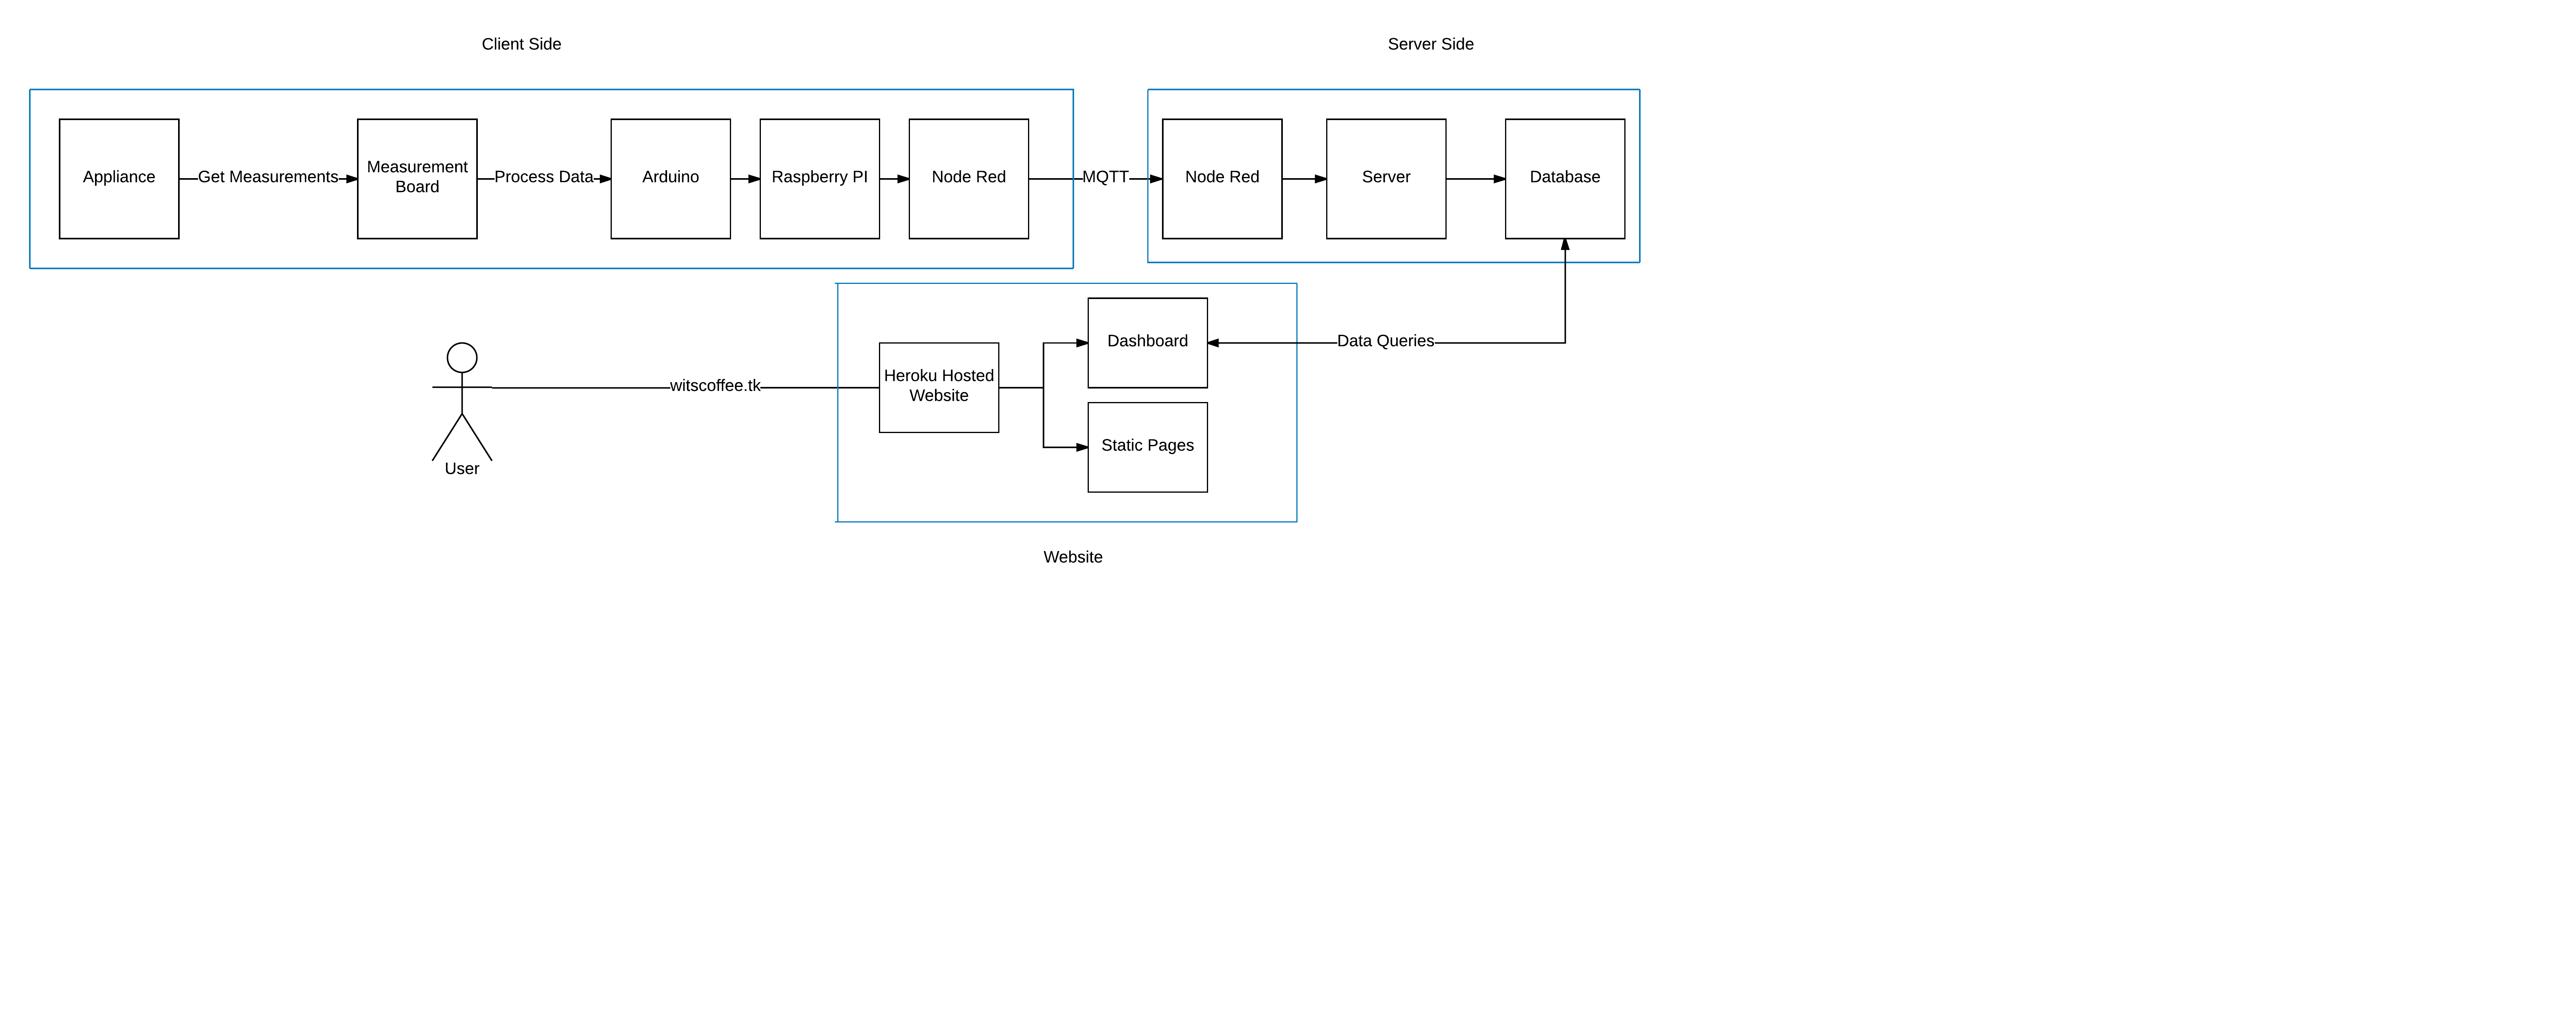 Client Side
Server Side
Appliance
Get Measurements
Measurement
Board
Process Data
Arduino
Raspberry PI
Node Red
MQTT
Node Red
Server
Database
User
witscoffee.tk
Heroku Hosted
Website
Dashboard
Data Queries
Static Pages
Website